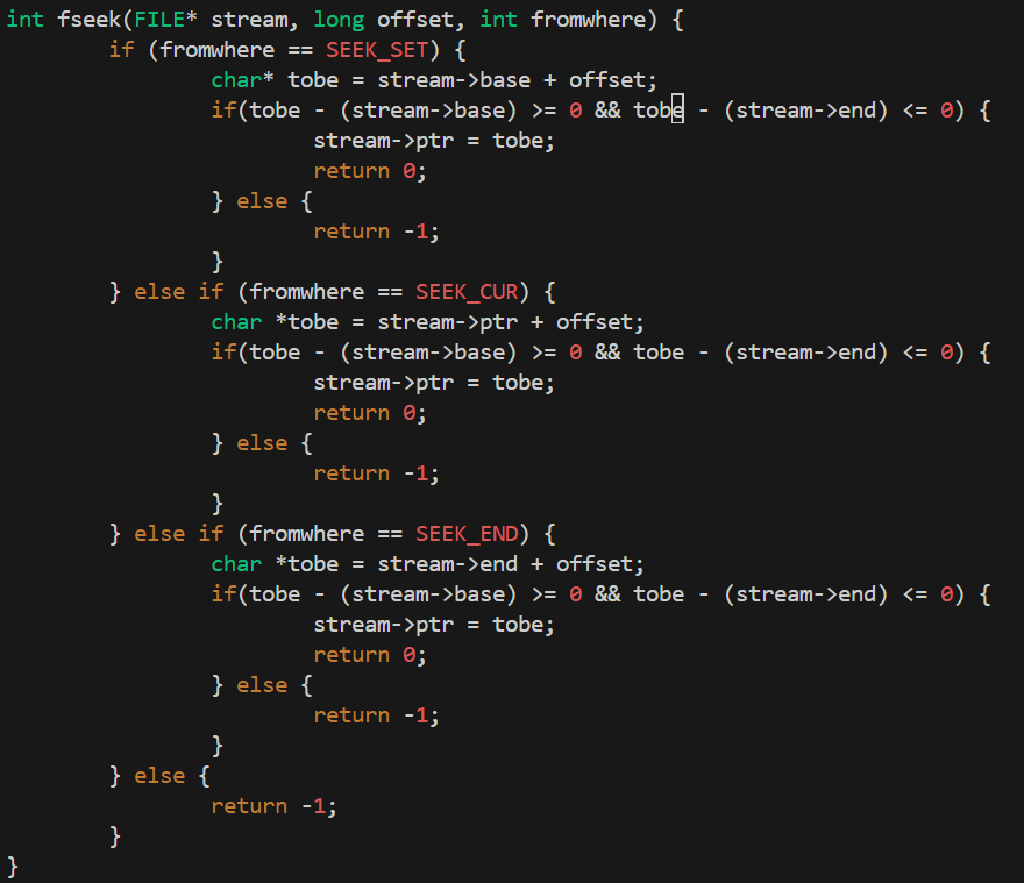 int fseek(FILE* stream, long offset, int fromwhere) {
        if (fromwhere == SEEK_SET) {
                char* tobe = stream->base + offset;
                if(tobe - (stream->base) >= 0 && tobe - (stream->end) <= 0) {
                        stream->ptr = tobe;
                        return 0;
                } else {
                        return -1;
                }
        } else if (fromwhere == SEEK_CUR) {
                char *tobe = stream->ptr + offset;
                if(tobe - (stream->base) >= 0 && tobe - (stream->end) <= 0) {
                        stream->ptr = tobe;
                        return 0;
                } else {
                        return -1;
                }
        } else if (fromwhere == SEEK_END) {
                char *tobe = stream->end + offset;
                if(tobe - (stream->base) >= 0 && tobe - (stream->end) <= 0) {
                        stream->ptr = tobe;
                        return 0;
                } else {
                        return -1;
                }
        } else {
                return -1;
        }
}